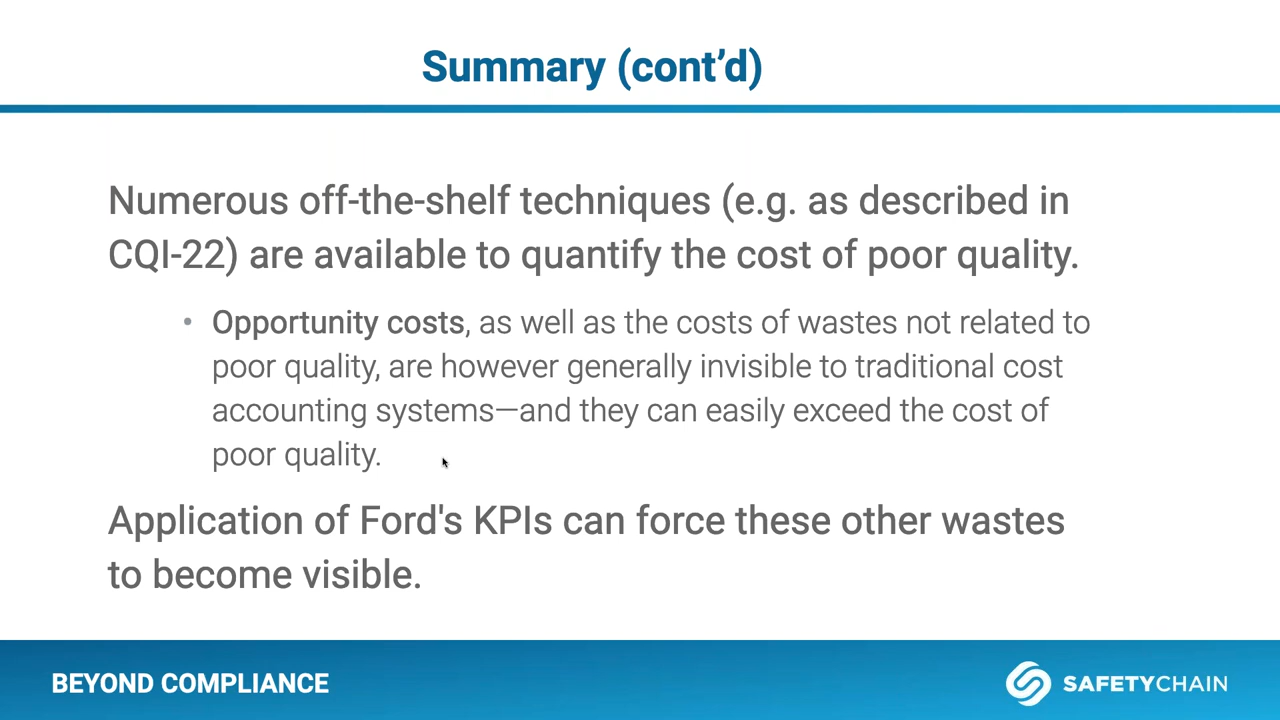 Summary (cont’d)
Numerous off-the-shelf techniques (e.g. as described in
CQI-22) are available to quantify the cost of poor quality.
• Opportunity costs, as well as the costs of wastes not related to
poor quality, are however generally invisible to traditional cost
accounting systems—and they can easily exceed the cost of
poor quality.
Application of Ford's KPIs can force these other wastes
to become visible.
BEYOND COMPLIANCE
SAFETYCHAIN